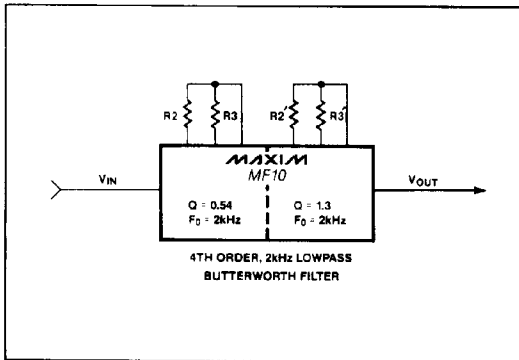 R2 R3 R2' R3'
MAXIM
MF10
VIN
VOUT
Q = 0.54
F0 = 2kHz
Q = 1.3
F0 = 2kHz
4TH ORDER, 2kHz LOWPASS
BUTTERWORTH FILTER